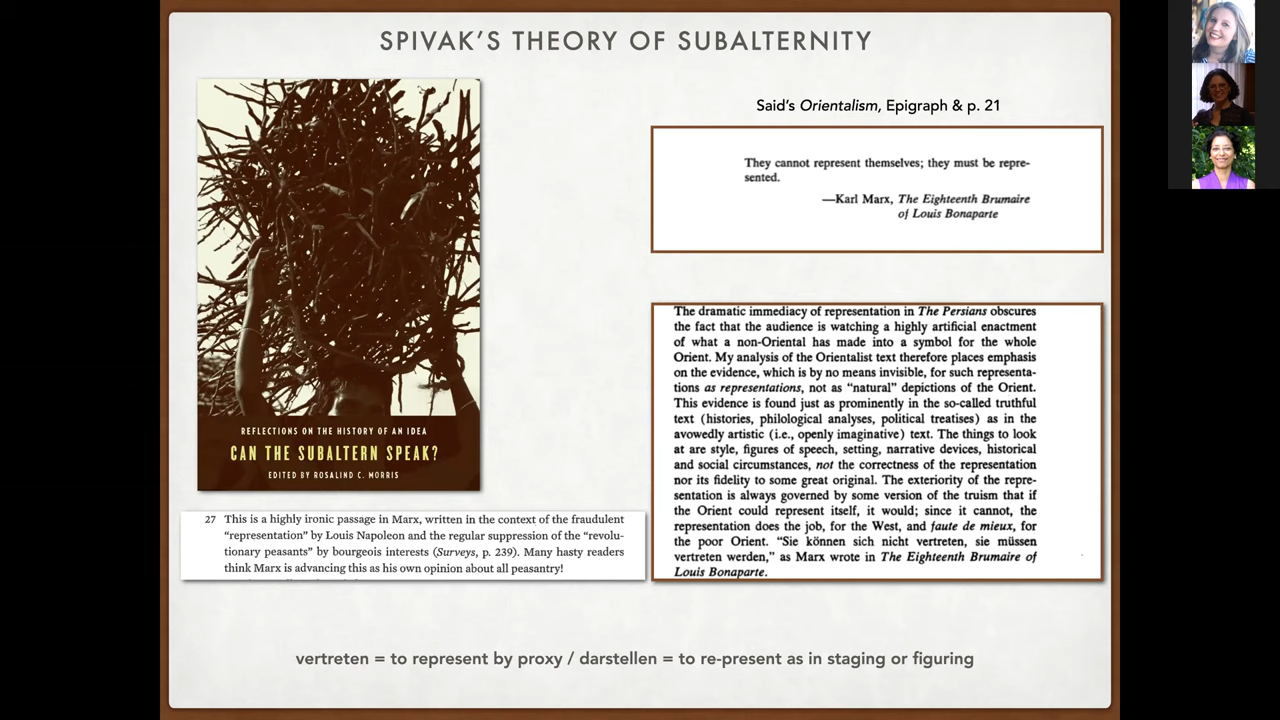 SPIVAK'S THEORY OF SUBALTERNITY
REFLECTIONS ON THE HISTORY OF AN IDEA
CAN THE SUBALTERN SPEAK?
EDITED BY ROSALIND C. MORRIS
27 This is a highly ironic passage in Marx, written in the context of the fraudulent
“representation” by Louis Napoleon and the regular suppression of the “revolu-
tionary peasants” by bourgeois interests (Surveys, p. 239). Many hasty readers
think Marx is advancing this as his own opinion about all peasantry!
Said's Orientalism, Epigraph & p. 21
They cannot represent themselves; they must be repre-
sented.
—Karl Marx, The Eighteenth Brumaire
of Louis Bonaparte
The dramatic immediacy of representation in The Persians obscures
the fact that the audience is watching a highly artificial enactment
of what a non-Oriental has made into a symbol for the whole
Orient. My analysis of the Orientalist text therefore places emphasis
on the evidence, which is by no means invisible, for such representa-
tions as representations, not as “natural” depictions of the Orient.
This evidence is found just as prominently in the so-called truthful
text (histories, philological analyses, political treatises) as in the
avowedly artistic (i.e., openly imaginative) text. The things to look
at are style, figures of speech, setting, narrative devices, historical
and social circumstances, not the correctness of the representation
nor its fidelity to some great original. The exteriority of the repre-
sentation is always governed by some version of the truism that if
the Orient could represent itself, it would; since it cannot, the
representation does the job, for the West, and faute de mieux, for
the poor Orient. “Sie können sich nicht vertreten, sie müssen
vertreten werden,” as Marx wrote in The Eighteenth Brumaire of
Louis Bonaparte.
vertreten = to represent by proxy / darstellen = to re-present as in staging or figuring